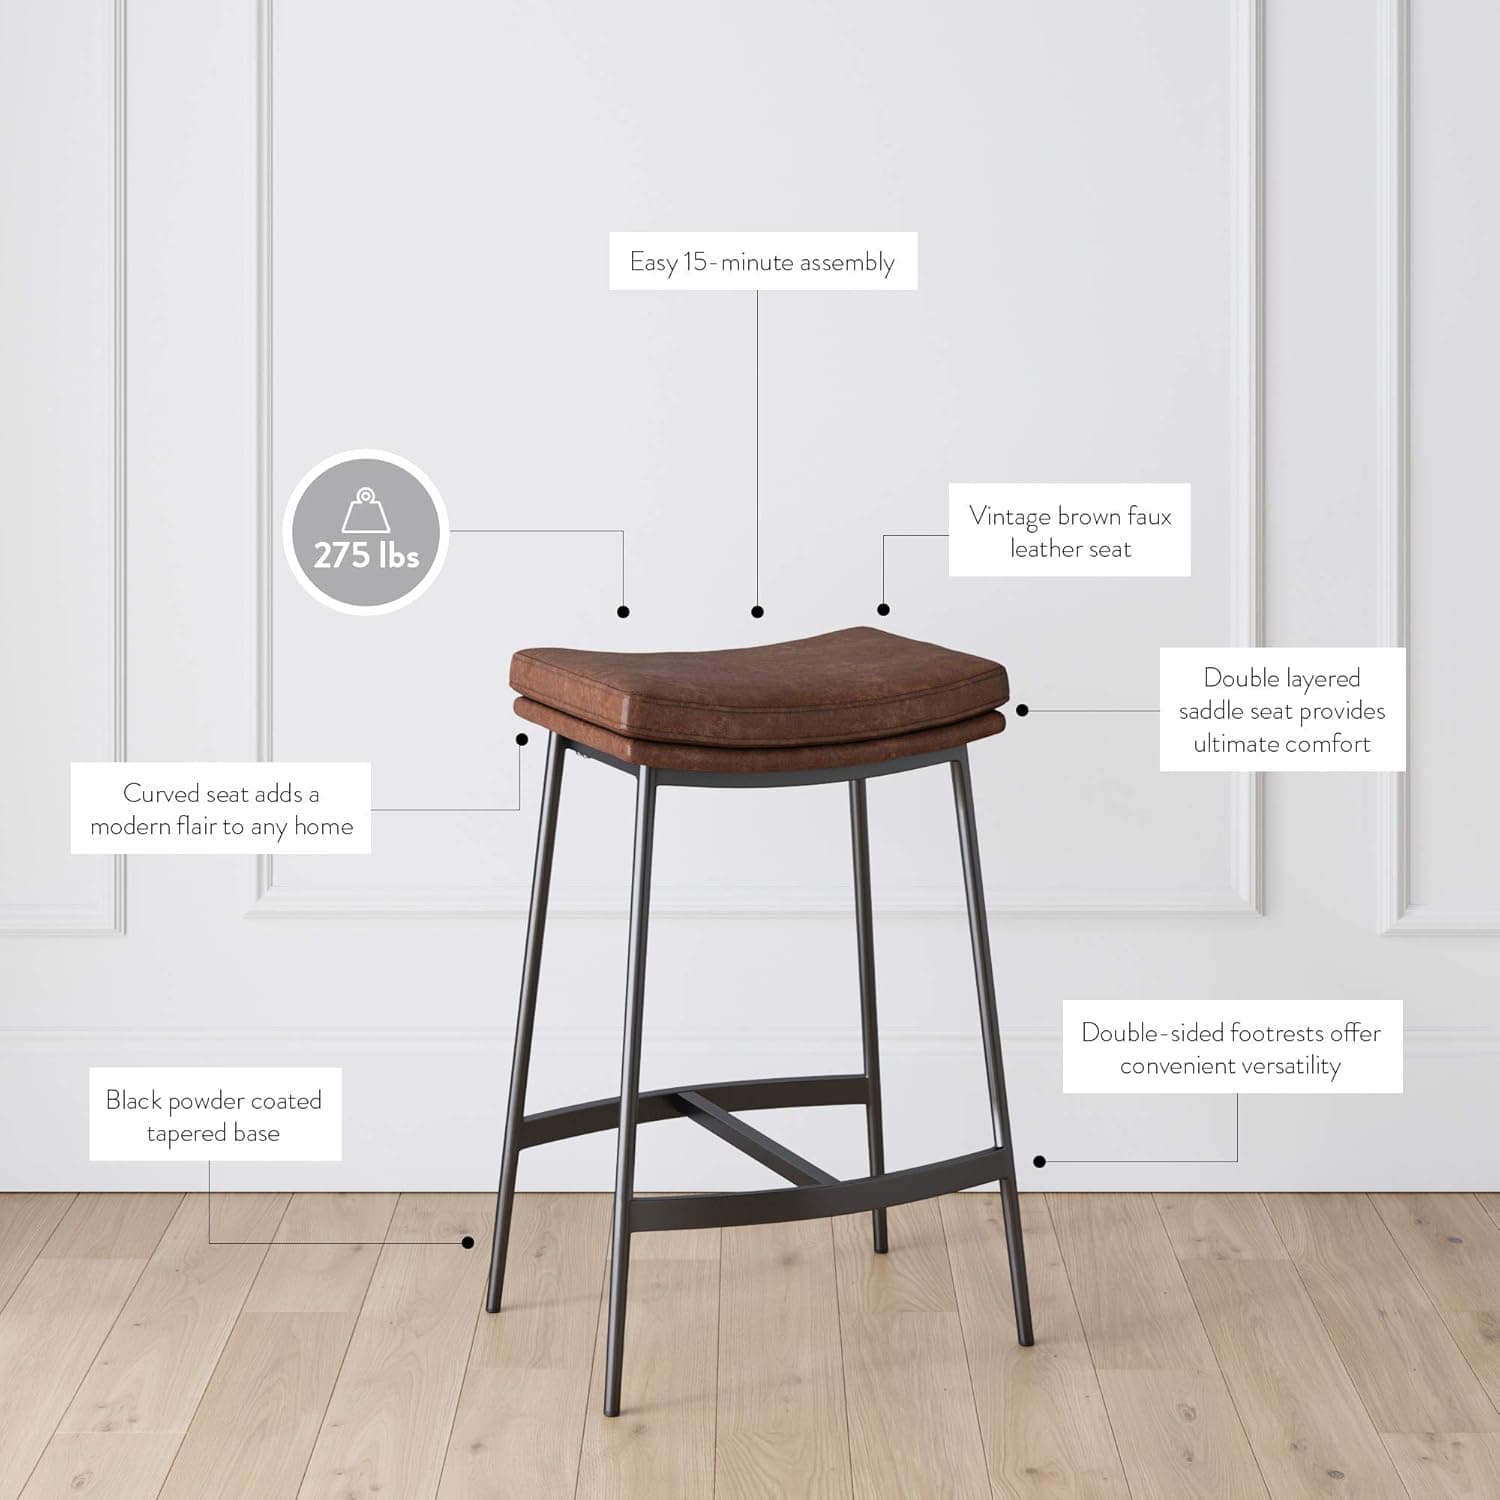 Easy 15-minute assembly
275 lbs
Vintage brown faux
leather seat
Double layered
saddle seat provides
ultimate comfort
Curved seat adds a
modern flair to any home
Double-sided footrests offer
convenient versatility
Black powder coated
tapered base